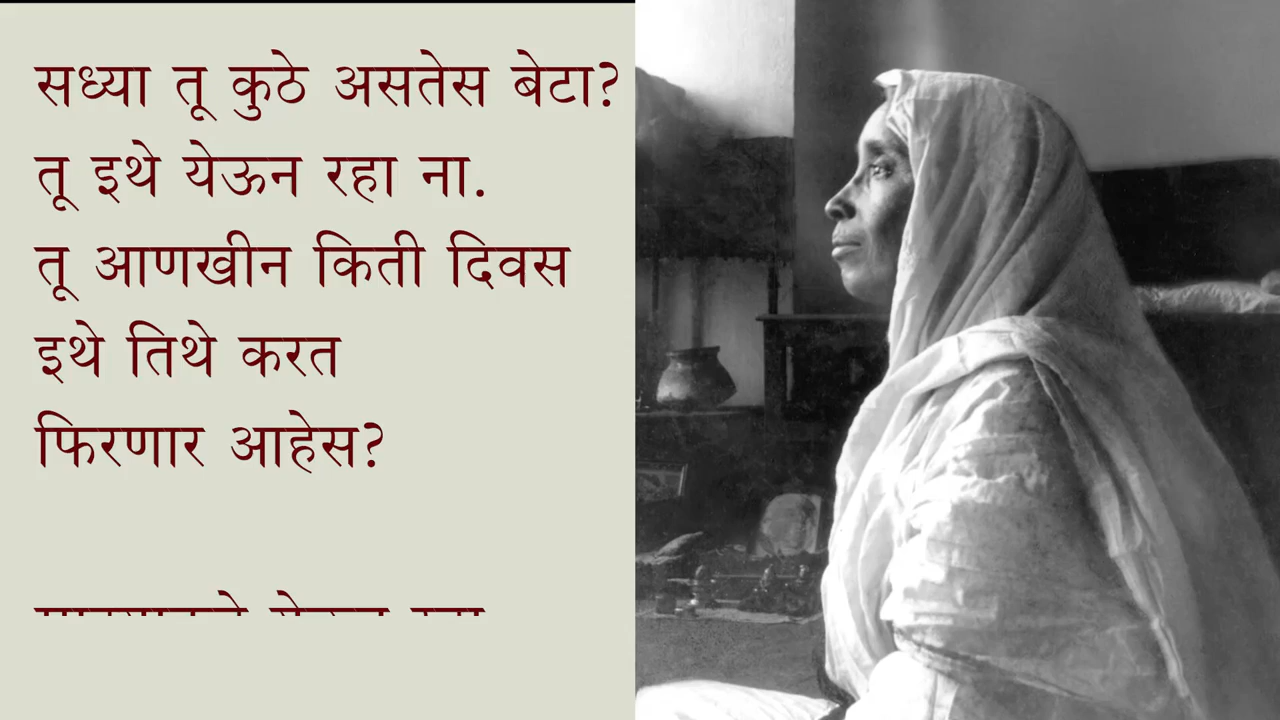 सध्या तू कुठे असतेस बेटा?
तू इथे येऊन रहा ना.
तू आणखीन किती दिवस
इथे तिथे करत
फिरणार आहेस?